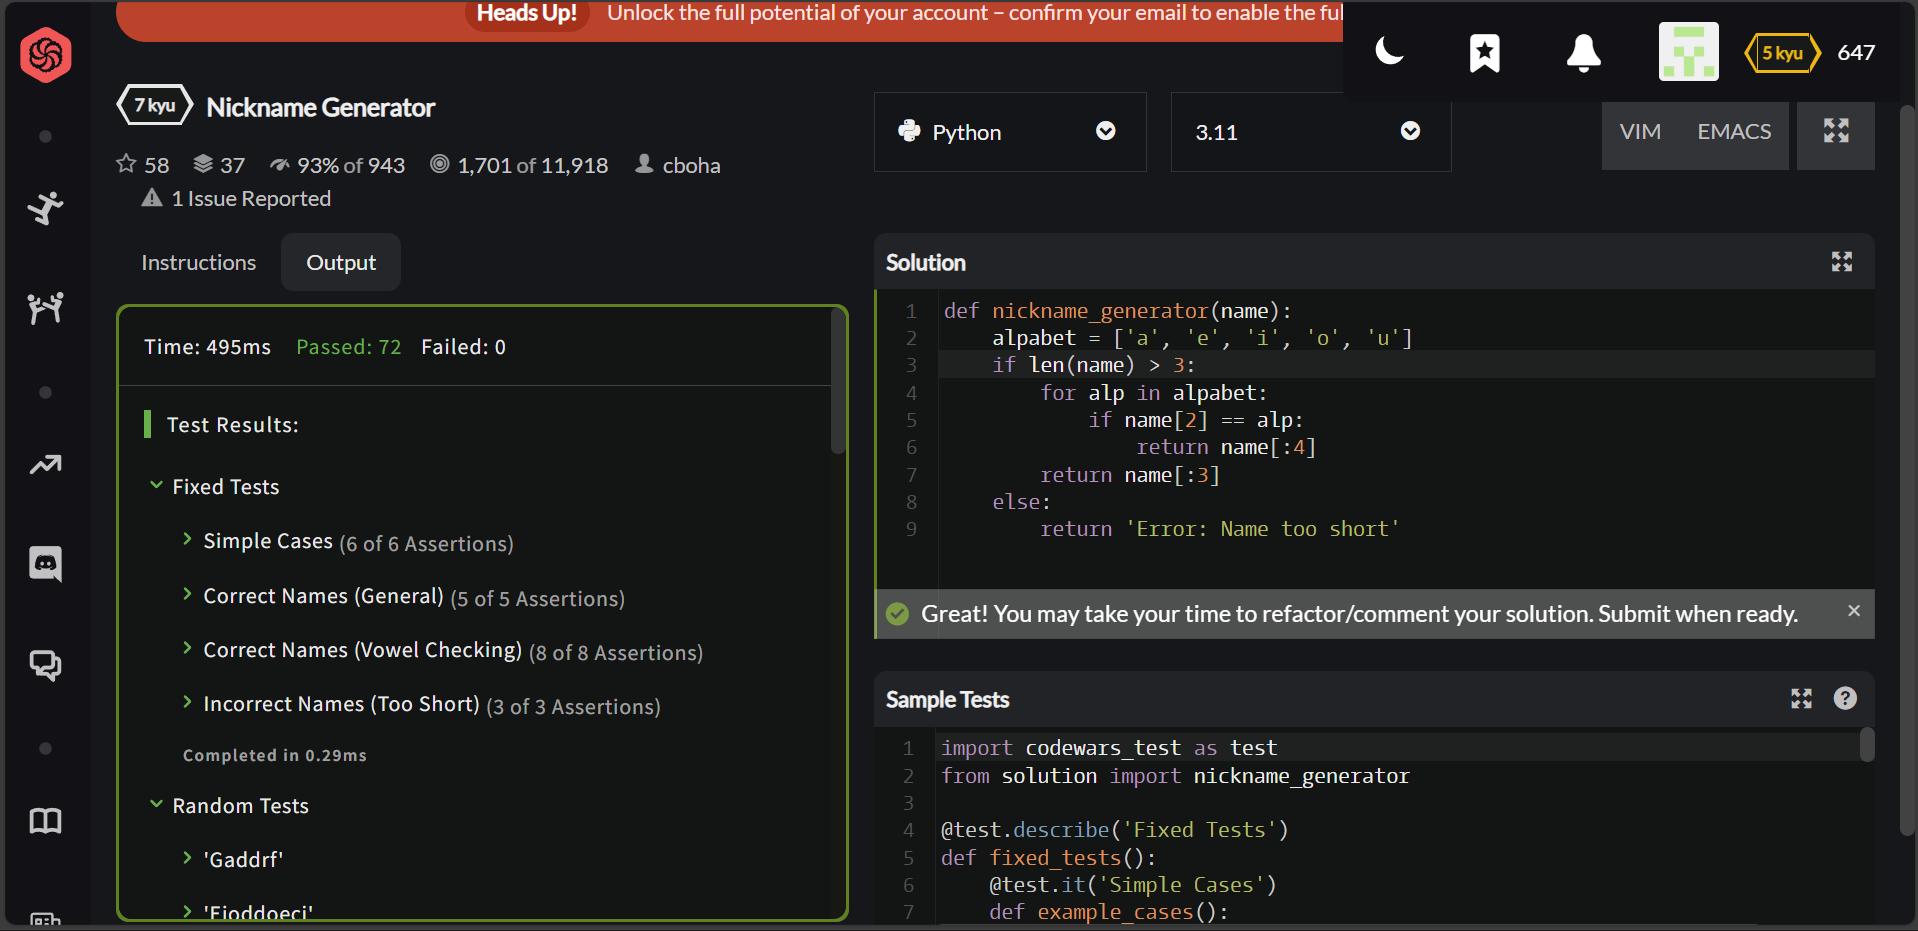 Heads Up! Unlock the full potential of your account – confirm your email to enable the ful
5 kyu 647
7 kyu Nickname Generator
58 37 93% of 943 1,701 of 11,918 cboha
1 Issue Reported
Python
3.11
VIM EMACS
Instructions Output
Time: 495ms Passed: 72 Failed: 0
Test Results:
Fixed Tests
Simple Cases (6 of 6 Assertions)
Correct Names (General) (5 of 5 Assertions)
Correct Names (Vowel Checking) (8 of 8 Assertions)
Incorrect Names (Too Short) (3 of 3 Assertions)
Completed in 0.29ms
Random Tests
'Gaddrf'
'Fioddoeci'
Solution
1 def nickname_generator(name):
2     alpabet = ['a', 'e', 'i', 'o', 'u']
3     if len(name) > 3:
4         for alp in alpabet:
5             if name[2] == alp:
6                 return name[:4]
7         return name[:3]
8     else:
9         return 'Error: Name too short'
Great! You may take your time to refactor/comment your solution. Submit when ready. ×
Sample Tests ?
1 import codewars_test as test
2 from solution import nickname_generator
3
4 @test.describe('Fixed Tests')
5 def fixed_tests():
6     @test.it('Simple Cases')
7     def example_cases():